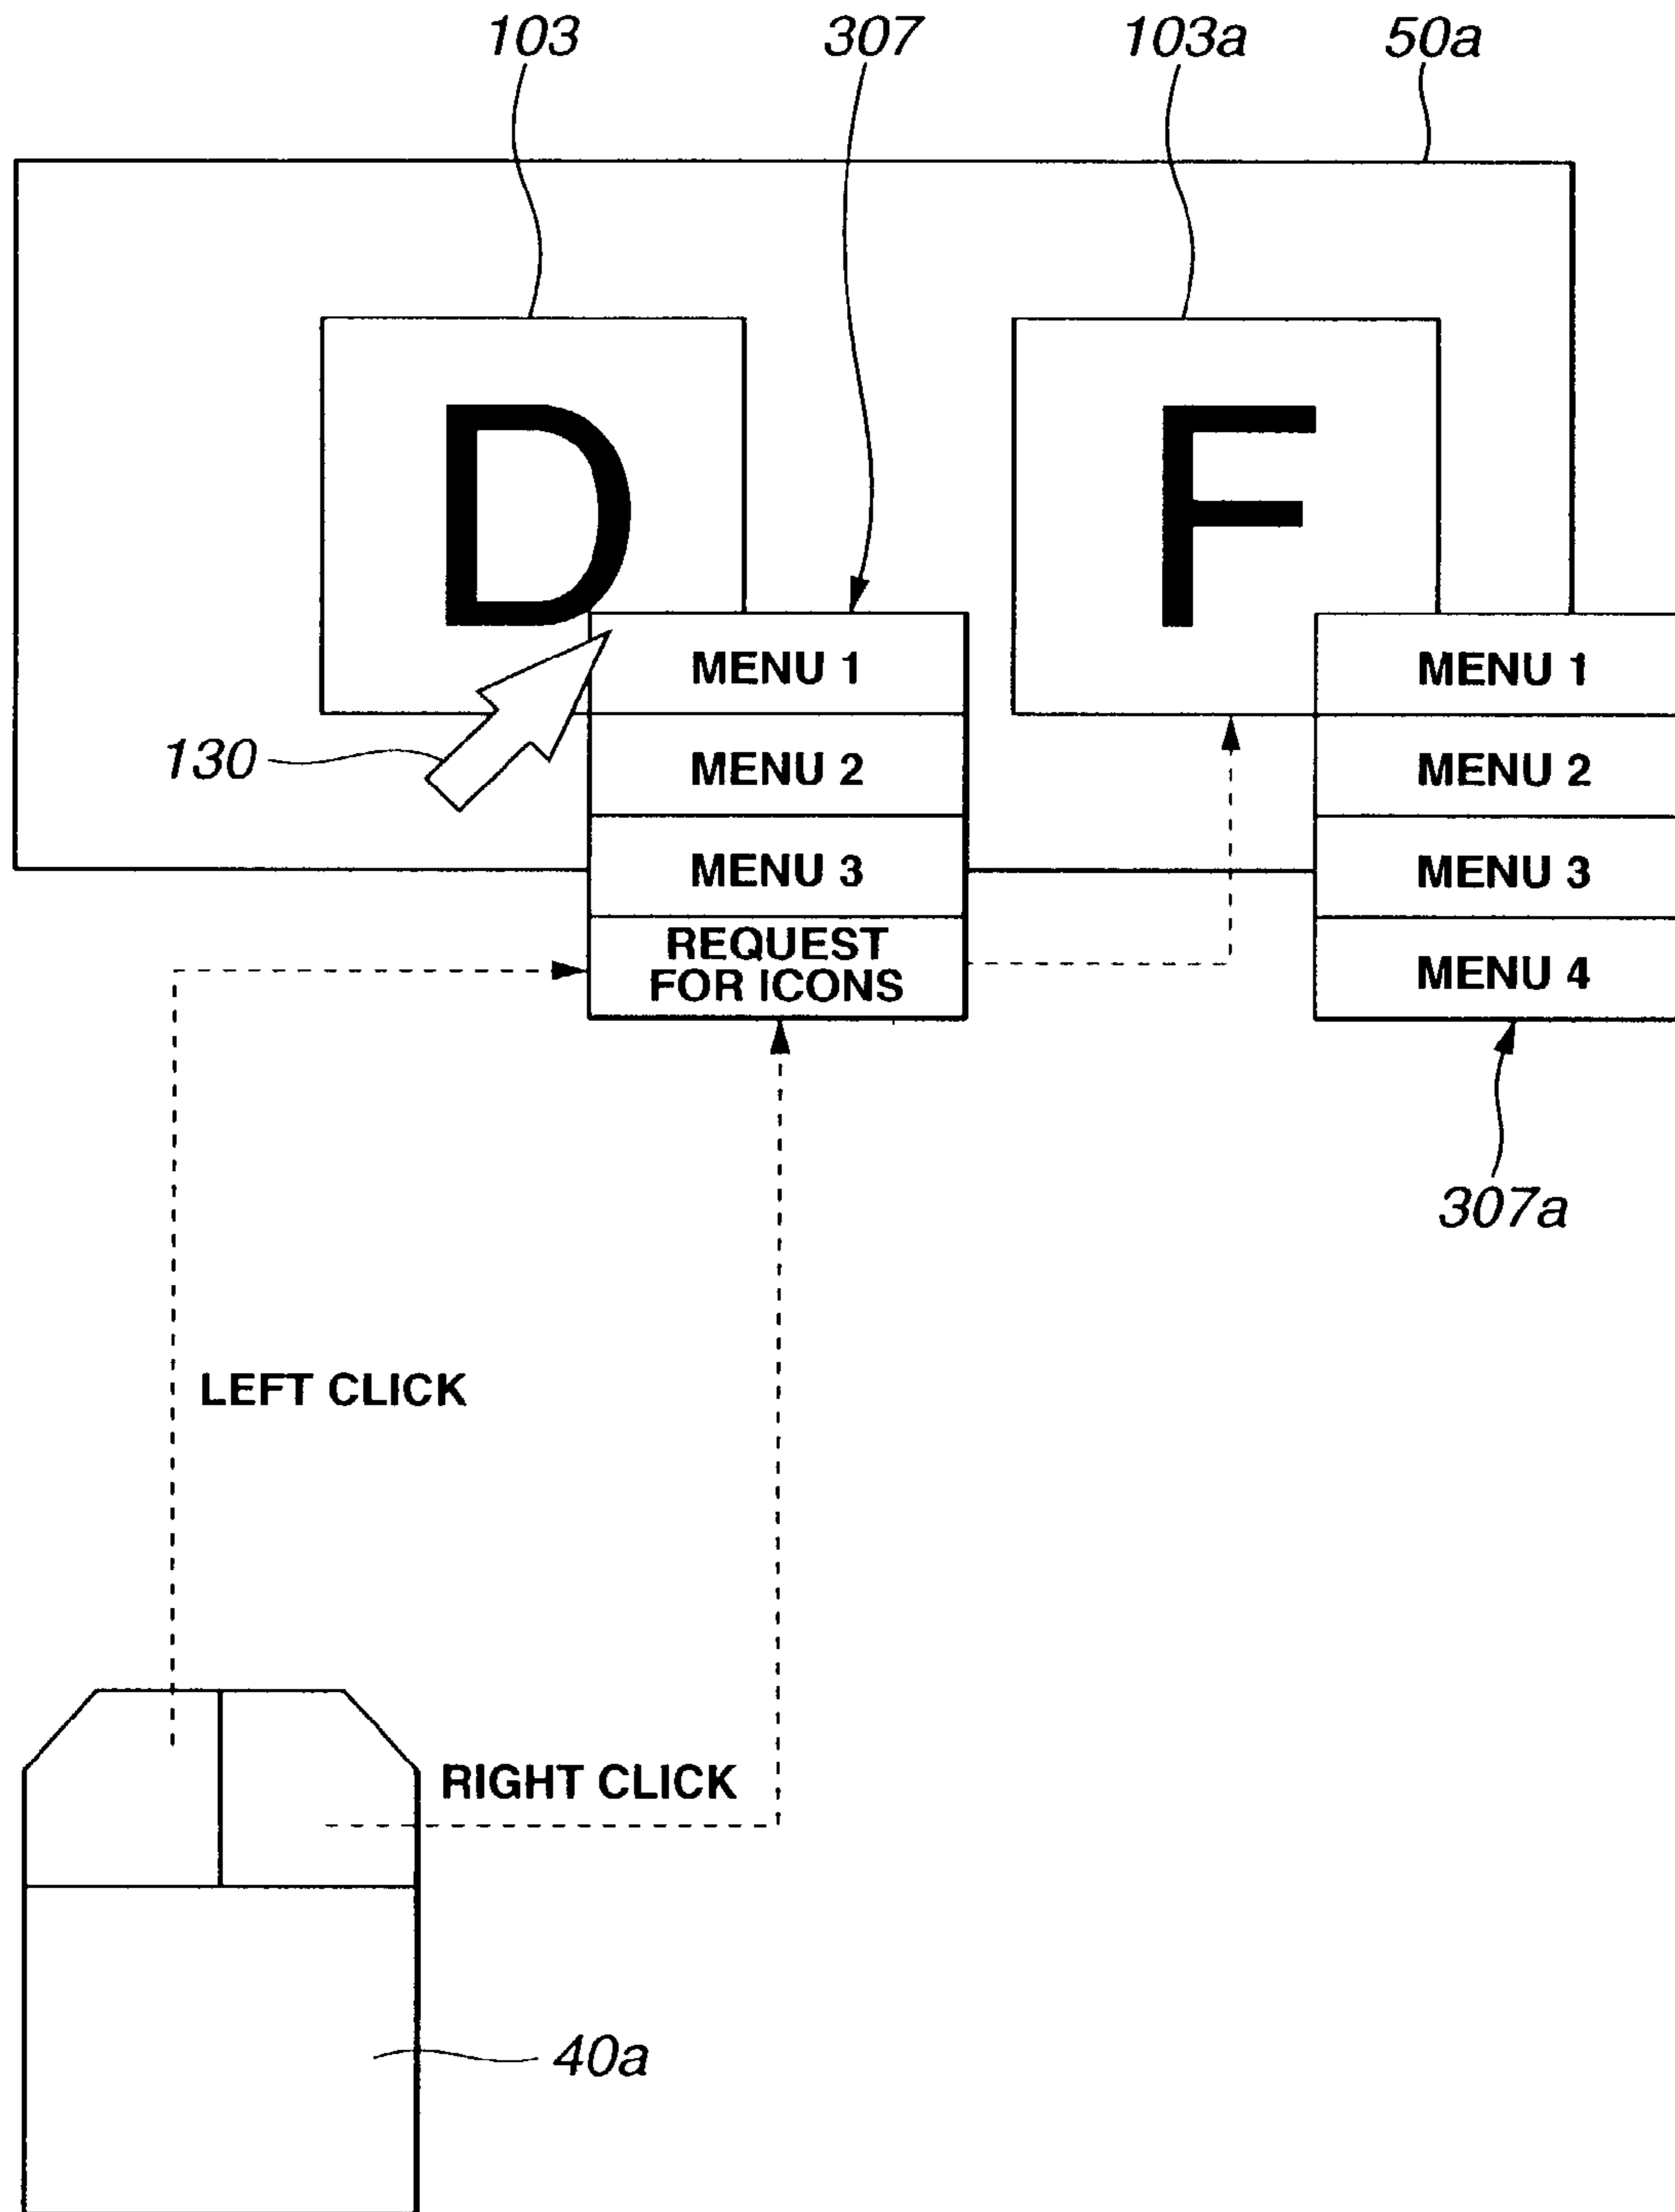 103 307 103a 50a
D F
MENU 1 MENU 1
130 MENU 2 MENU 2
MENU 3 MENU 3
REQUEST
FOR ICONS MENU 4
307a
LEFT CLICK
RIGHT CLICK
40a